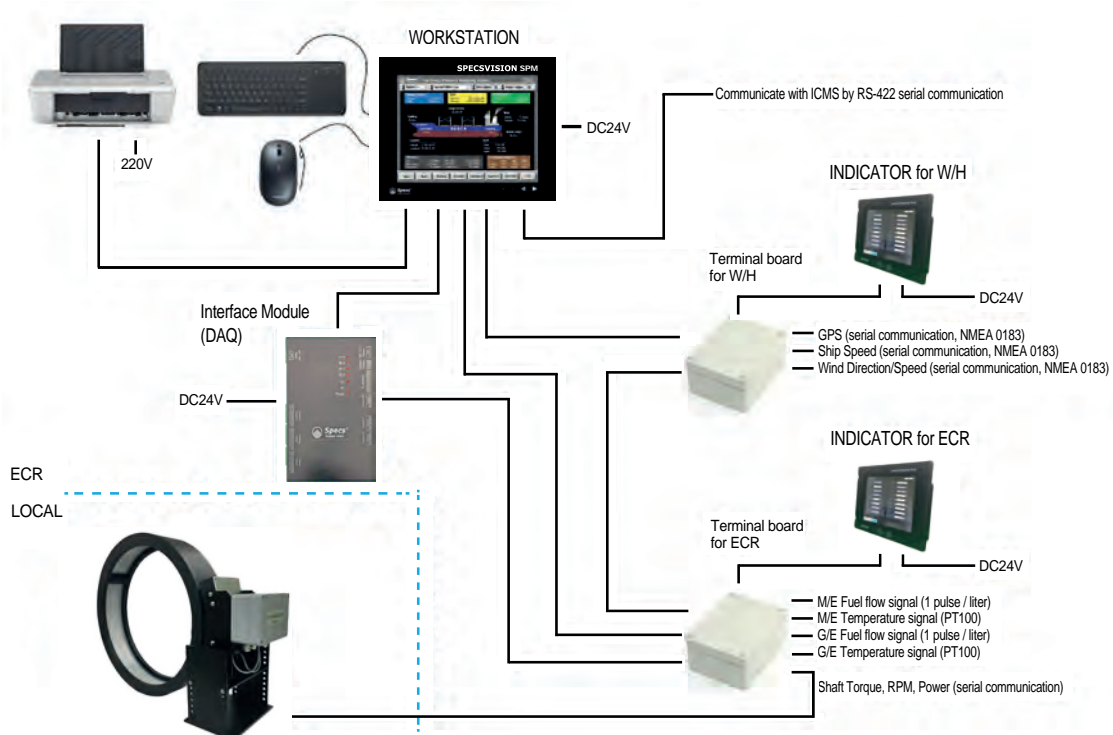 WORKSTATION
SPECSVISION SPM
Communicate with ICMS by RS-422 serial communication
DC24V
220V
INDICATOR for W/H
Terminal board
for W/H
DC24V
Interface Module
(DAQ)
GPS (serial communication, NMEA 0183)
Ship Speed (serial communication, NMEA 0183)
Wind Direction/Speed (serial communication, NMEA 0183)
DC24V
Specs
INDICATOR for ECR
ECR
LOCAL
Terminal board
for ECR
DC24V
M/E Fuel flow signal (1 pulse / liter)
M/E Temperature signal (PT100)
G/E Fuel flow signal (1 pulse / liter)
G/E Temperature signal (PT100)
Shaft Torque, RPM, Power (serial communication)